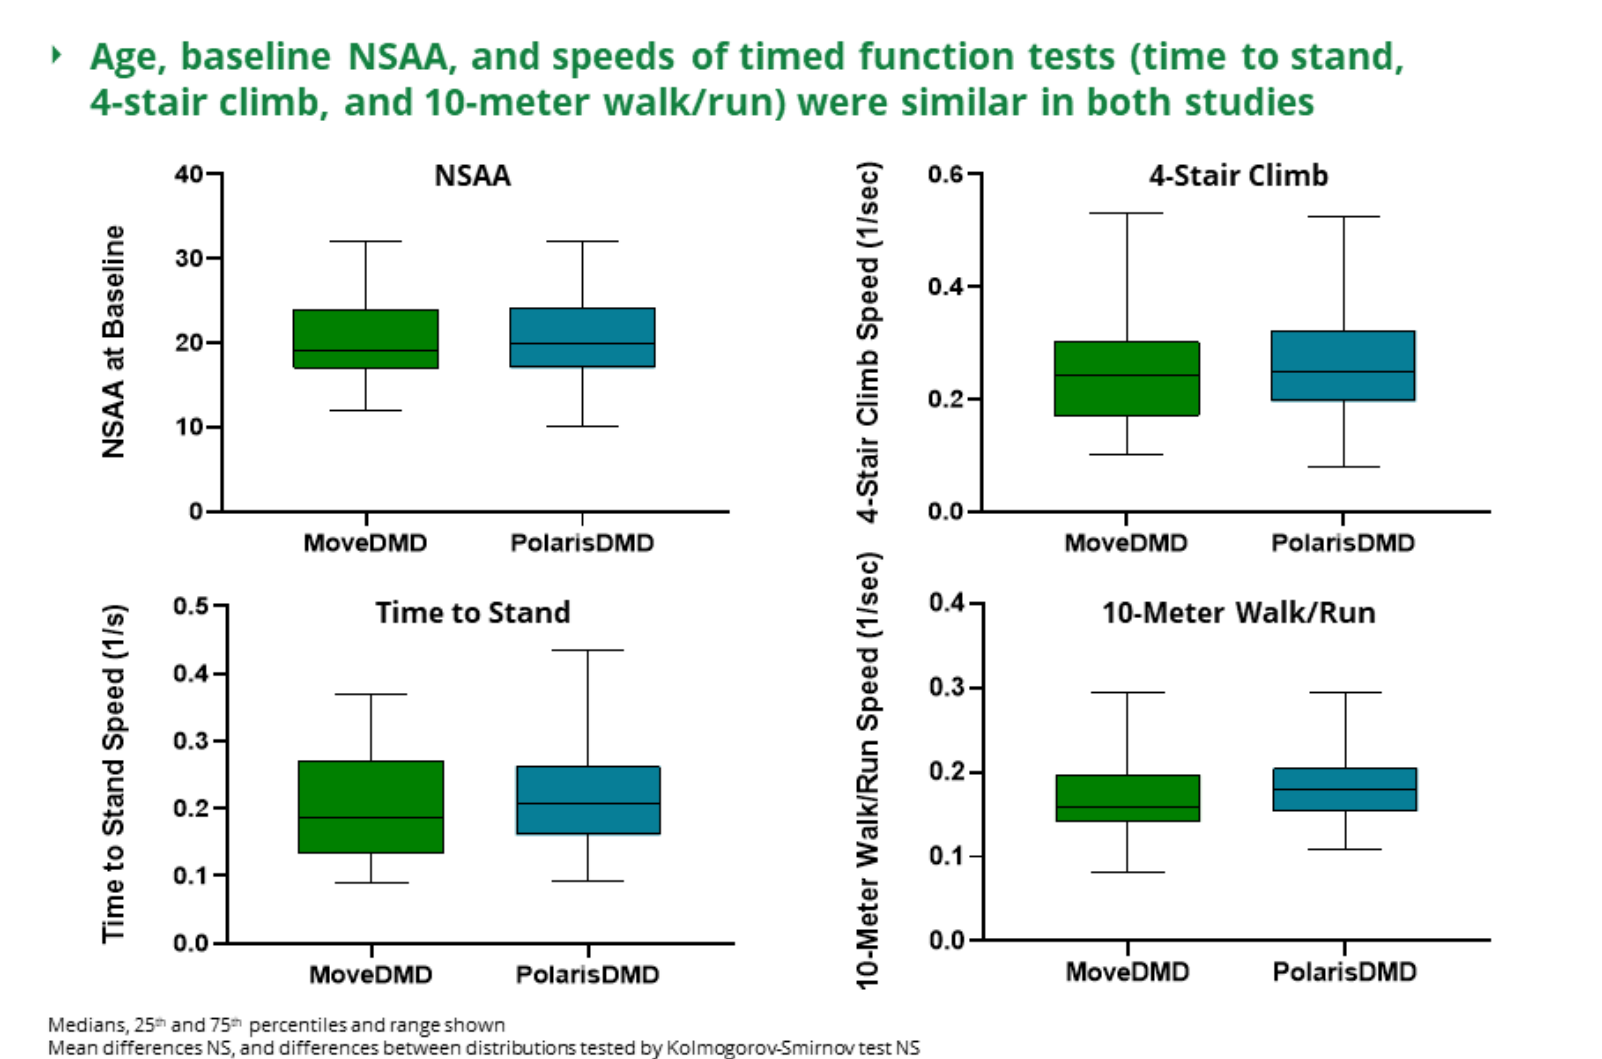 Age, baseline NSAA, and speeds of timed function tests (time to stand,
4-stair climb, and 10-meter walk/run) were similar in both studies
NSAA
NSAA at Baseline
40
30
20
10
0
MoveDMD
PolarisDMD
4-Stair Climb
4-Stair Climb Speed (1/sec)
0.6
0.4
0.2
0.0
MoveDMD
PolarisDMD
Time to Stand
Time to Stand Speed (1/s)
0.5
0.4
0.3
0.2
0.1
0.0
MoveDMD
PolarisDMD
10-Meter Walk/Run
10-Meter Walk/Run Speed (1/sec)
0.4
0.3
0.2
0.1
0.0
MoveDMD
PolarisDMD
Medians, 25th and 75th percentiles and range shown
Mean differences NS, and differences between distributions tested by Kolmogorov-Smirnov test NS